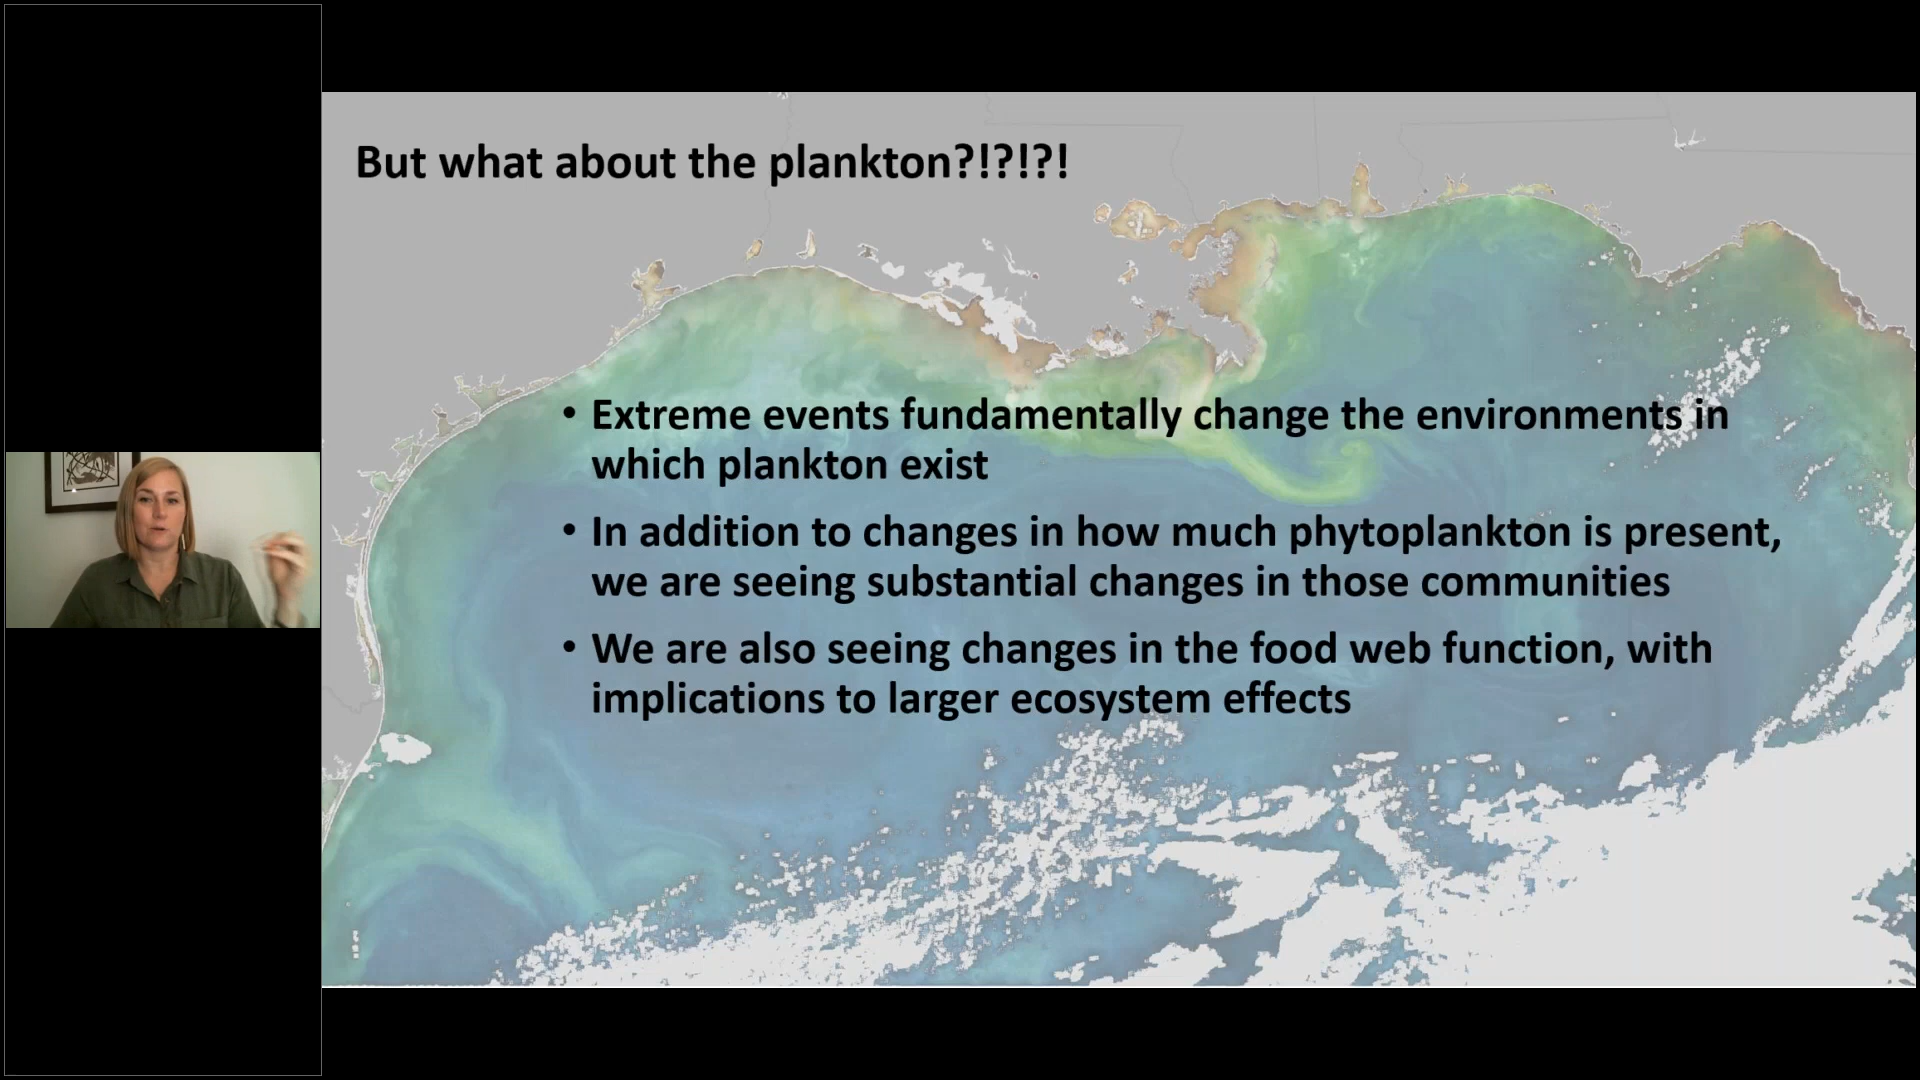 But what about the plankton?!?!?!
• Extreme events fundamentally change the environments in
which plankton exist
• In addition to changes in how much phytoplankton is present,
we are seeing substantial changes in those communities
• We are also seeing changes in the food web function, with
implications to larger ecosystem effects